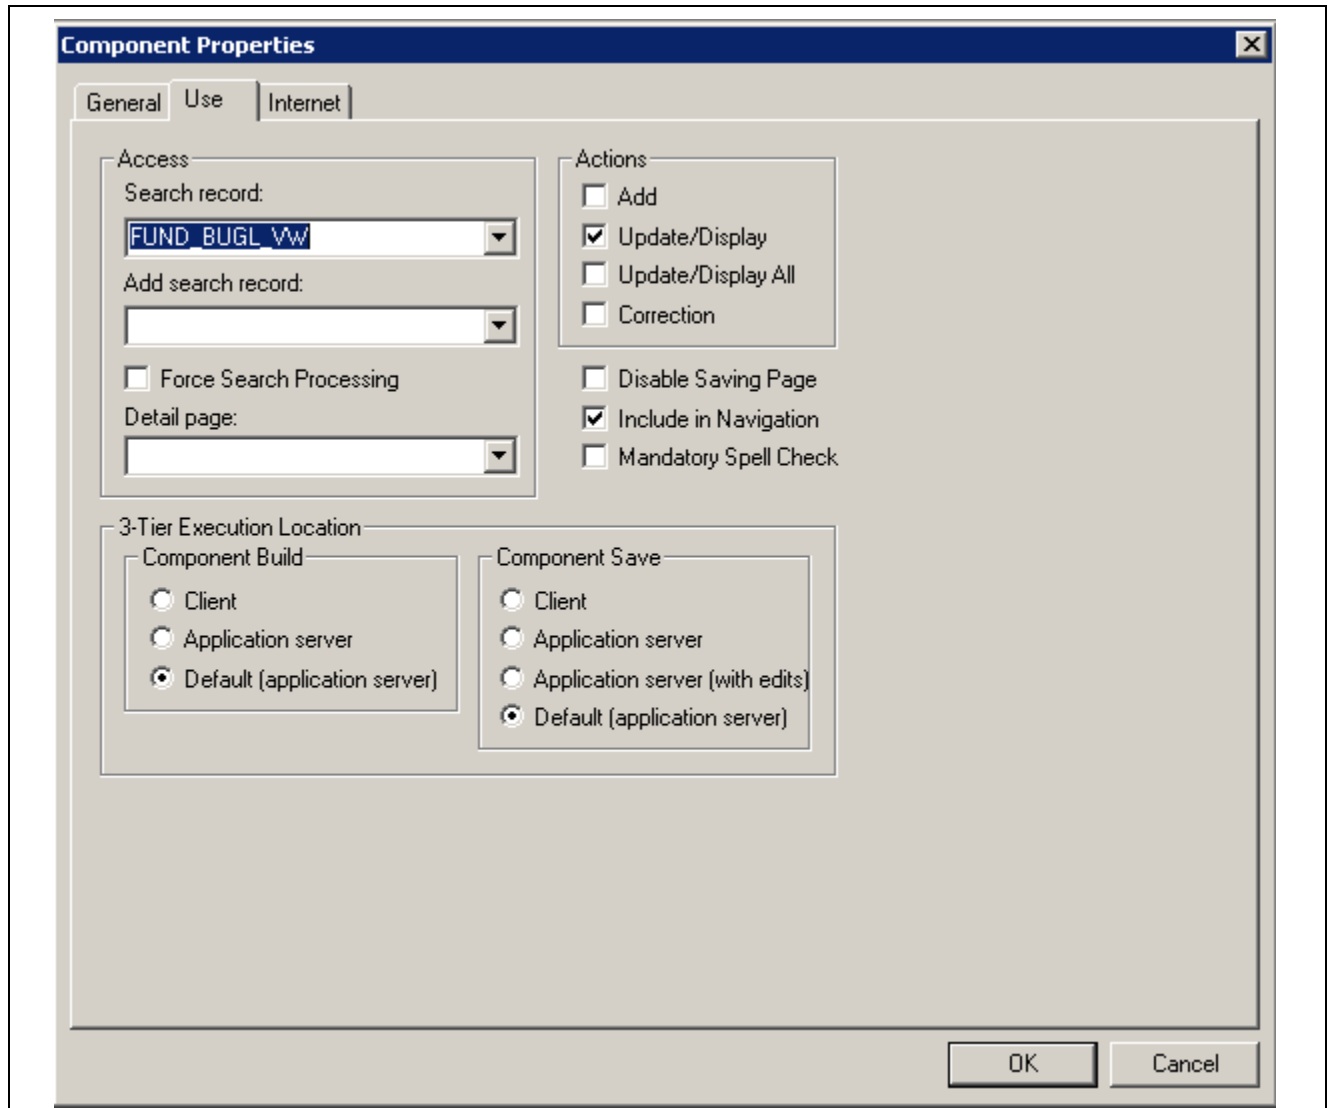 Component Properties
General Use Internet
Access
Search record:
FUND_BUGL_VW
Add search record:
Force Search Processing
Detail page:
Actions
Add
Update/Display
Update/Display All
Correction
Disable Saving Page
Include in Navigation
Mandatory Spell Check
3-Tier Execution Location
Component Build
Client
Application server
Default (application server)
Component Save
Client
Application server
Application server (with edits)
Default (application server)
OK Cancel